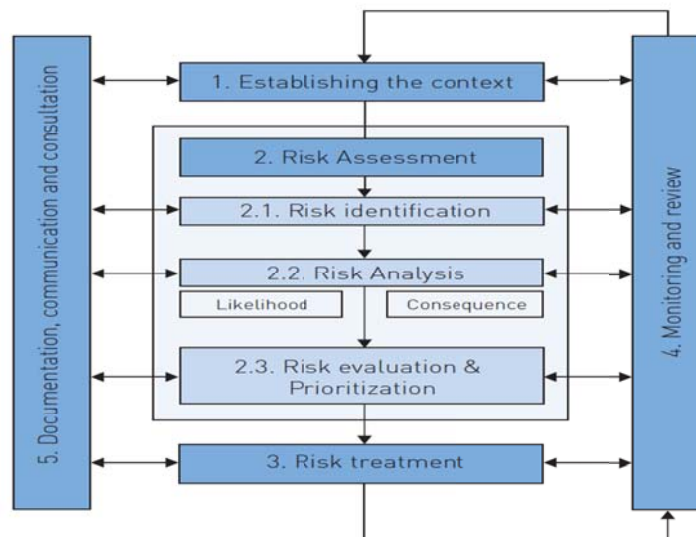 1. Establishing the context
2. Risk Assessment
2.1. Risk identification
2.2. Risk Analysis
Likelihood
Consequence
2.3. Risk evaluation &
Prioritization
3. Risk treatment
4. Monitoring and review
5. Documentation, communication and consultation